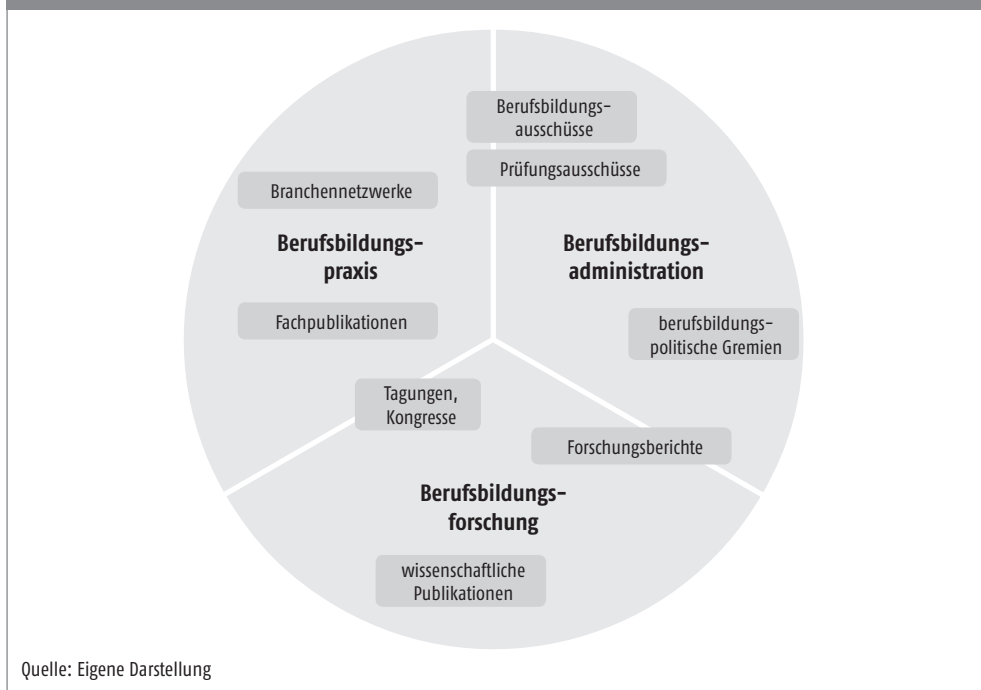 Berufsbildungs-
ausschüsse
Prüfungsausschüsse
Branchennetzwerke
Berufsbildungs-
praxis
Berufsbildungs-
administration
Fachpublikationen
berufsbildungs-
politische Gremien
Tagungen,
Kongresse
Forschungsberichte
Berufsbildungs-
forschung
wissenschaftliche
Publikationen
Quelle: Eigene Darstellung